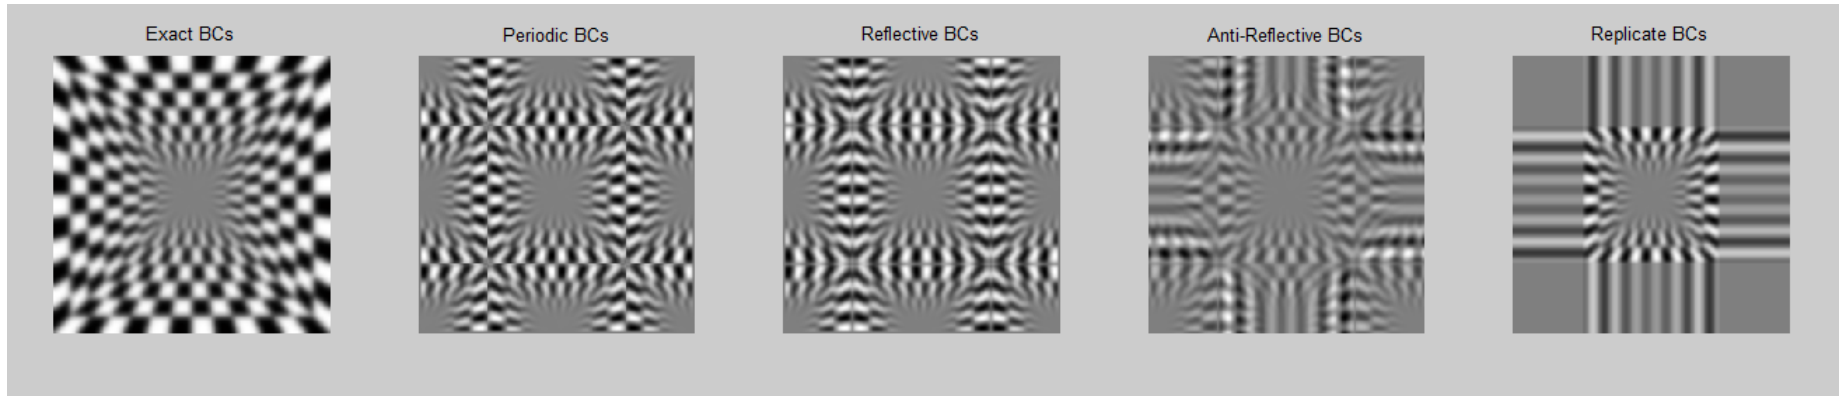 Exact BCs
Periodic BCs
Reflective BCs
Anti-Reflective BCs
Replicate BCs